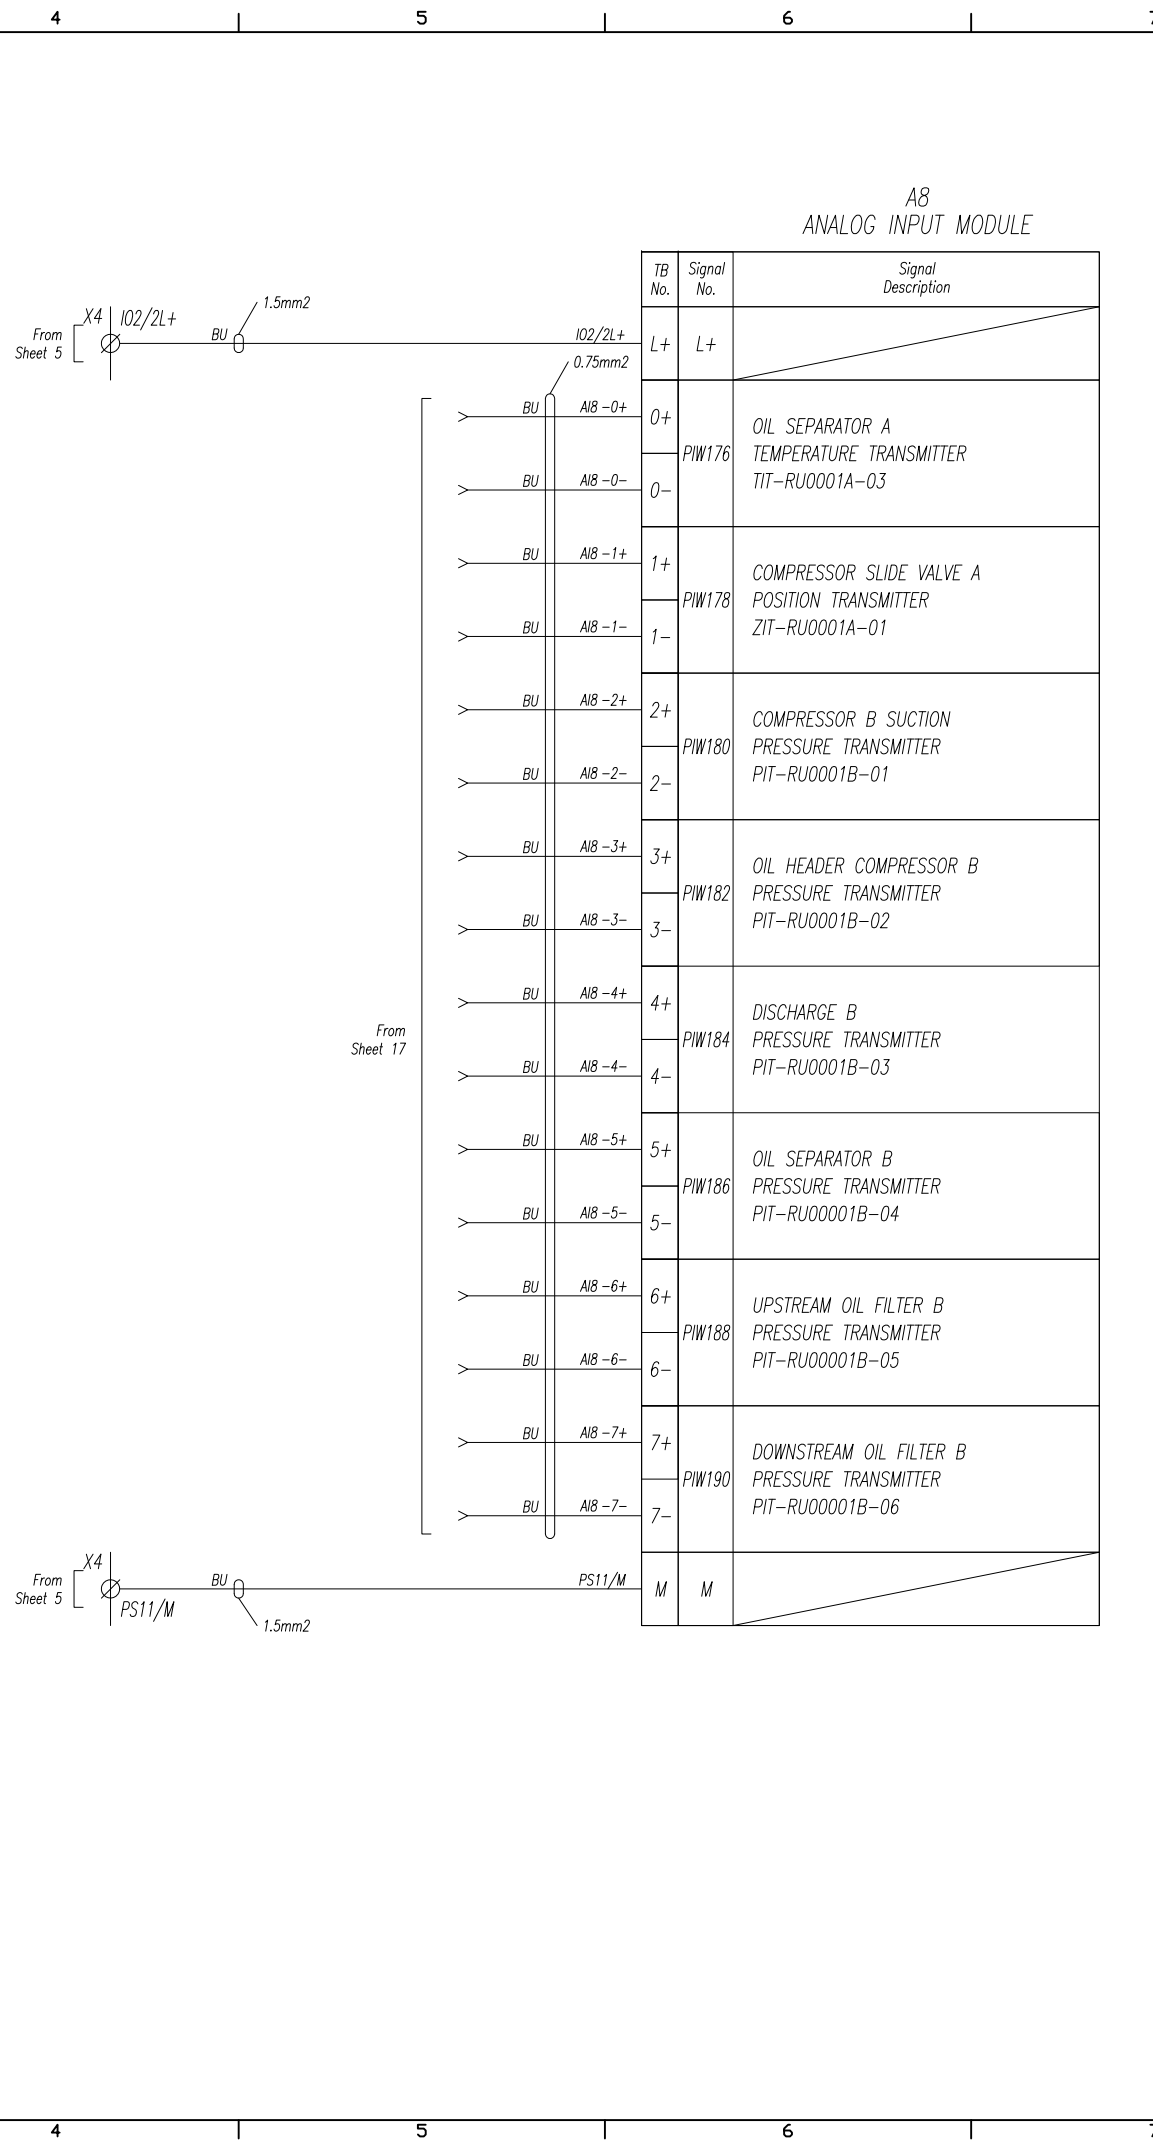 4 5 6
A8
ANALOG INPUT MODULE
TB No. Signal No. Signal Description
From Sheet 5 X4 IO2/2L+ BU 1.5mm2 IO2/2L+ L+ L+
0.75mm2
From Sheet 17
BU AI8-0+ 0+
PIW176
OIL SEPARATOR A
TEMPERATURE TRANSMITTER
TIT-RU0001A-03
BU AI8-0- 0-
BU AI8-1+ 1+
PIW178
COMPRESSOR SLIDE VALVE A
POSITION TRANSMITTER
ZIT-RU0001A-01
BU AI8-1- 1-
BU AI8-2+ 2+
PIW180
COMPRESSOR B SUCTION
PRESSURE TRANSMITTER
PIT-RU0001B-01
BU AI8-2- 2-
BU AI8-3+ 3+
PIW182
OIL HEADER COMPRESSOR B
PRESSURE TRANSMITTER
PIT-RU0001B-02
BU AI8-3- 3-
BU AI8-4+ 4+
PIW184
DISCHARGE B
PRESSURE TRANSMITTER
PIT-RU0001B-03
BU AI8-4- 4-
BU AI8-5+ 5+
PIW186
OIL SEPARATOR B
PRESSURE TRANSMITTER
PIT-RU00001B-04
BU AI8-5- 5-
BU AI8-6+ 6+
PIW188
UPSTREAM OIL FILTER B
PRESSURE TRANSMITTER
PIT-RU00001B-05
BU AI8-6- 6-
BU AI8-7+ 7+
PIW190
DOWNSTREAM OIL FILTER B
PRESSURE TRANSMITTER
PIT-RU00001B-06
BU AI8-7- 7-
From Sheet 5 X4 PS11/M BU 1.5mm2 PS11/M M M
4 5 6